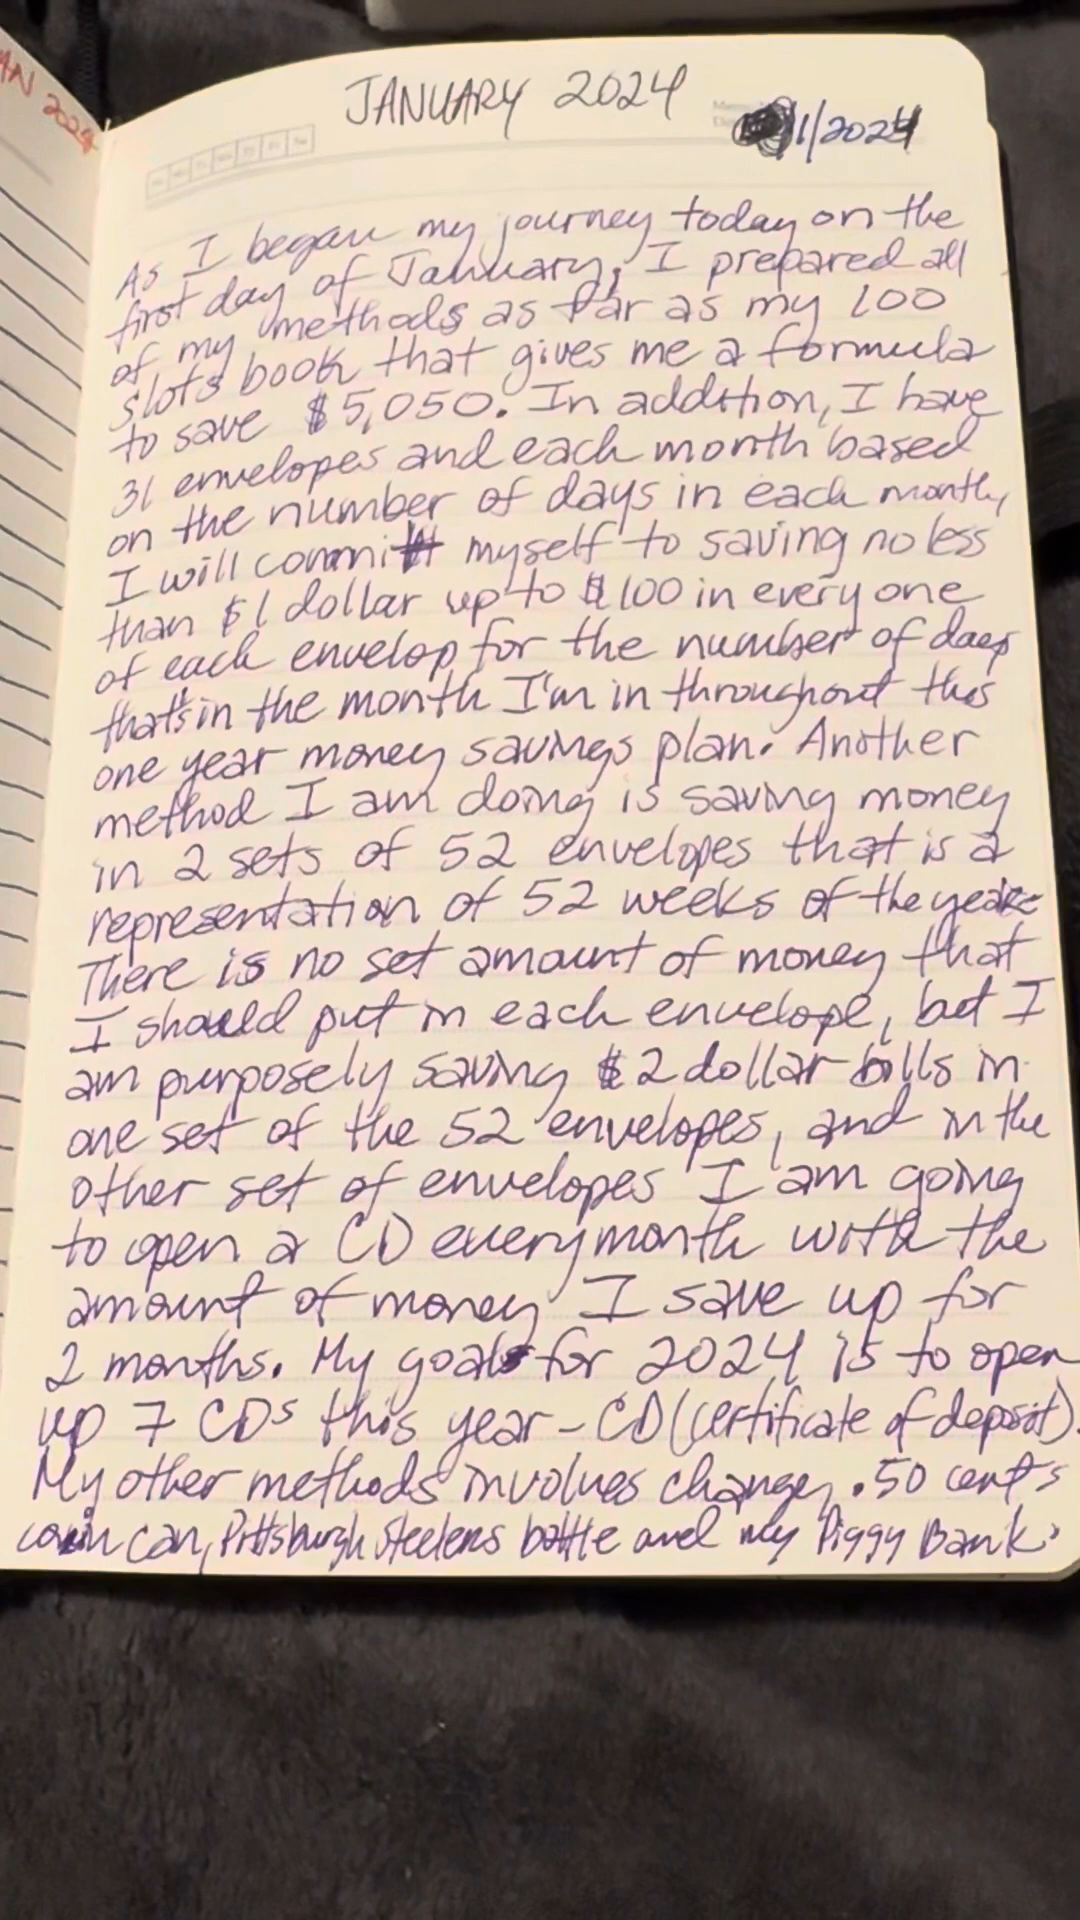 AN 2024
JANUARY 2024
1/2024
As I began my journey today on the
first day of January, I prepared all
of my methods as far as my 100
slots book that gives me a formula
to save $5,050. In addition, I have
31 envelopes and each month based
on the number of days in each month,
I will commit myself to saving no less
than $1 dollar up to $100 in every one
of each envelop for the number of days
that's in the month I'm in throughout this
one year money savings plan. Another
method I am doing is saving money
in 2 sets of 52 envelopes that is a
representation of 52 weeks of the year.
There is no set amount of money that
I should put in each envelope, but I
am purposely saving $2 dollar bills in
one set of the 52 envelopes, and in the
other set of envelopes I am going
to open a CD every month with the
amount of money I save up for
2 months. My goal for 2024 is to open
up 7 CDs this year - CD (certificate of deposit).
My other methods involves change, .50 cents
coin can, Pittsburgh Steelers bottle and my Piggy Bank.